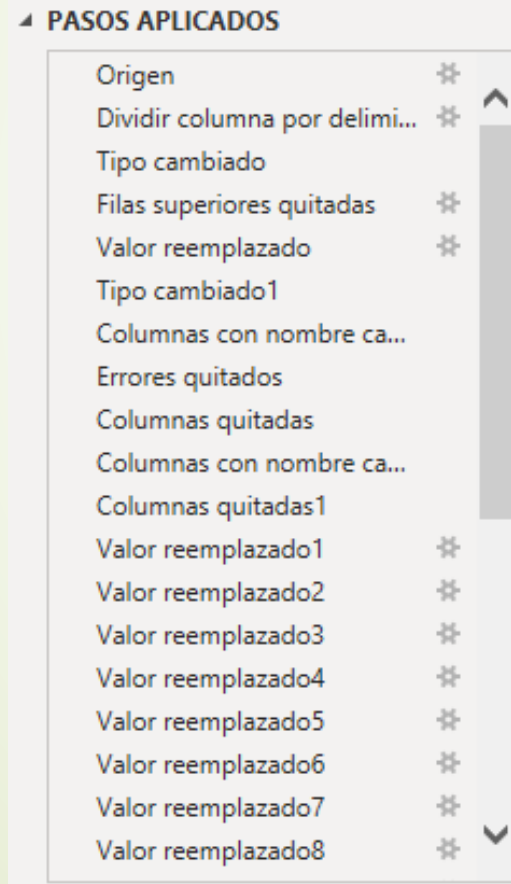 PASOS APLICADOS
Origen
Dividir columna por delimi...
Tipo cambiado
Filas superiores quitadas
Valor reemplazado
Tipo cambiado1
Columnas con nombre ca...
Errores quitados
Columnas quitadas
Columnas con nombre ca...
Columnas quitadas1
Valor reemplazado1
Valor reemplazado2
Valor reemplazado3
Valor reemplazado4
Valor reemplazado5
Valor reemplazado6
Valor reemplazado7
Valor reemplazado8